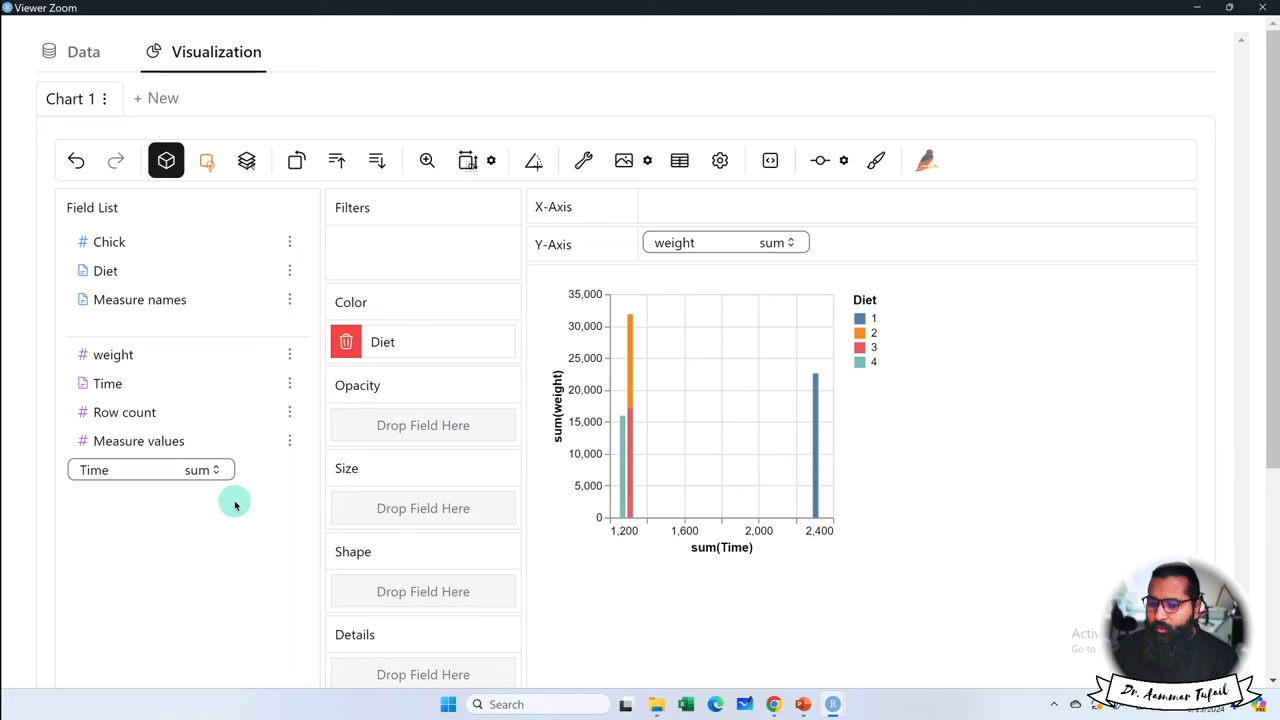 Viewer Zoom
Data
Visualization
Chart 1
+ New
Field List
Chick
Diet
Measure names
weight
Time
Row count
Measure values
Time sum
Filters
Color
Diet
Opacity
Drop Field Here
Size
Drop Field Here
Shape
Drop Field Here
Details
Drop Field Here
X-Axis
Y-Axis
weight sum
35,000
30,000
25,000
20,000
15,000
10,000
5,000
0
sum(weight)
1,200 1,600 2,000 2,400
sum(Time)
Diet
1
2
3
4
Go to
Dr. Aammar Tufail
Search